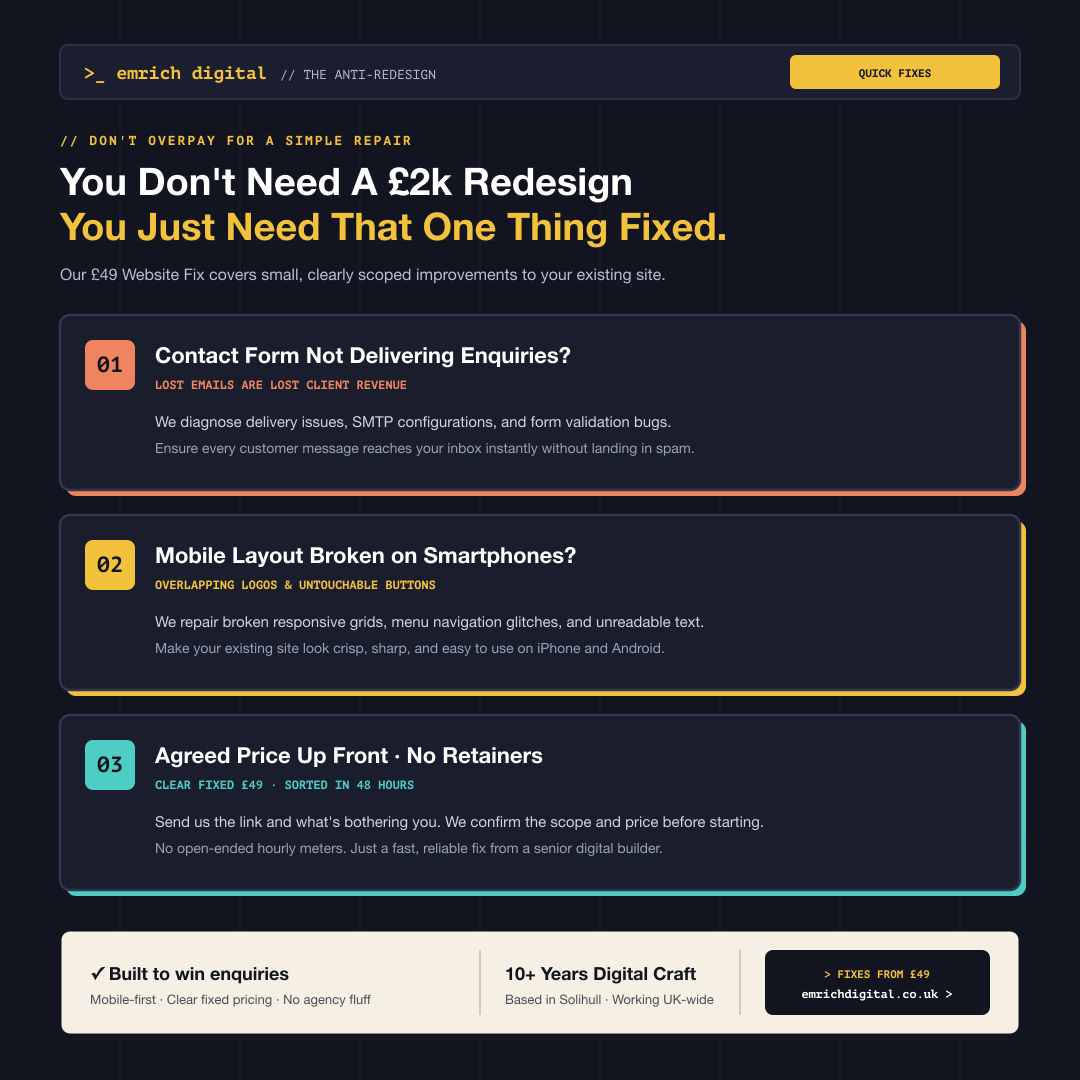 >_ emrich digital // THE ANTI-REDESIGN
QUICK FIXES
// DON'T OVERPAY FOR A SIMPLE REPAIR
You Don't Need A £2k Redesign
You Just Need That One Thing Fixed.
Our £49 Website Fix covers small, clearly scoped improvements to your existing site.
01
Contact Form Not Delivering Enquiries?
LOST EMAILS ARE LOST CLIENT REVENUE
We diagnose delivery issues, SMTP configurations, and form validation bugs.
Ensure every customer message reaches your inbox instantly without landing in spam.
02
Mobile Layout Broken on Smartphones?
OVERLAPPING LOGOS & UNTOUCHABLE BUTTONS
We repair broken responsive grids, menu navigation glitches, and unreadable text.
Make your existing site look crisp, sharp, and easy to use on iPhone and Android.
03
Agreed Price Up Front · No Retainers
CLEAR FIXED £49 · SORTED IN 48 HOURS
Send us the link and what's bothering you. We confirm the scope and price before starting.
No open-ended hourly meters. Just a fast, reliable fix from a senior digital builder.
✓ Built to win enquiries
Mobile-first · Clear fixed pricing · No agency fluff
10+ Years Digital Craft
Based in Solihull · Working UK-wide
> FIXES FROM £49
emrichdigital.co.uk >